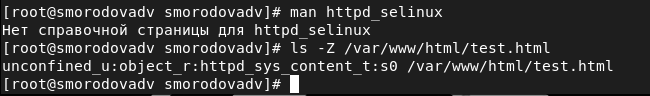 [root@smorodovadv smorodovadv]# man httpd_selinux
Нет справочной страницы для httpd_selinux
[root@smorodovadv smorodovadv]# ls -Z /var/www/html/test.html
unconfined_u:object_r:httpd_sys_content_t:s0 /var/www/html/test.html
[root@smorodovadv smorodovadv]#